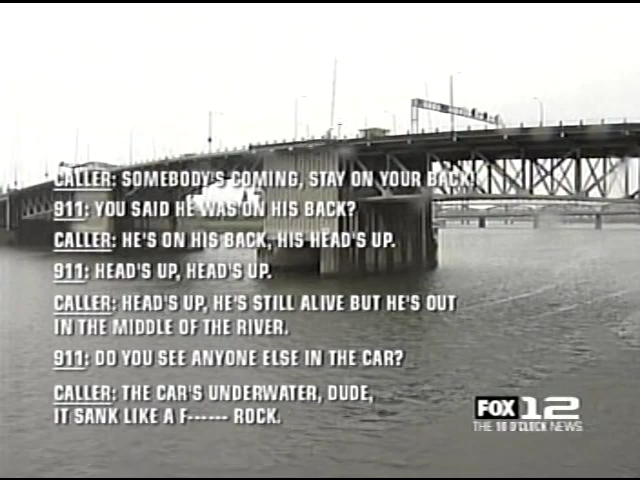 CALLER: SOMEBODY'S COMING, STAY ON YOUR BACK!
911: YOU SAID HE WAS ON HIS BACK?
CALLER: HE'S ON HIS BACK, HIS HEAD'S UP.
911: HEAD'S UP, HEAD'S UP.
CALLER: HEAD'S UP, HE'S STILL ALIVE BUT HE'S OUT
IN THE MIDDLE OF THE RIVER.
911: DO YOU SEE ANYONE ELSE IN THE CAR?
CALLER: THE CAR'S UNDERWATER, DUDE,
IT SANK LIKE A F------ ROCK.
FOX 12
THE 10 O'CLOCK NEWS